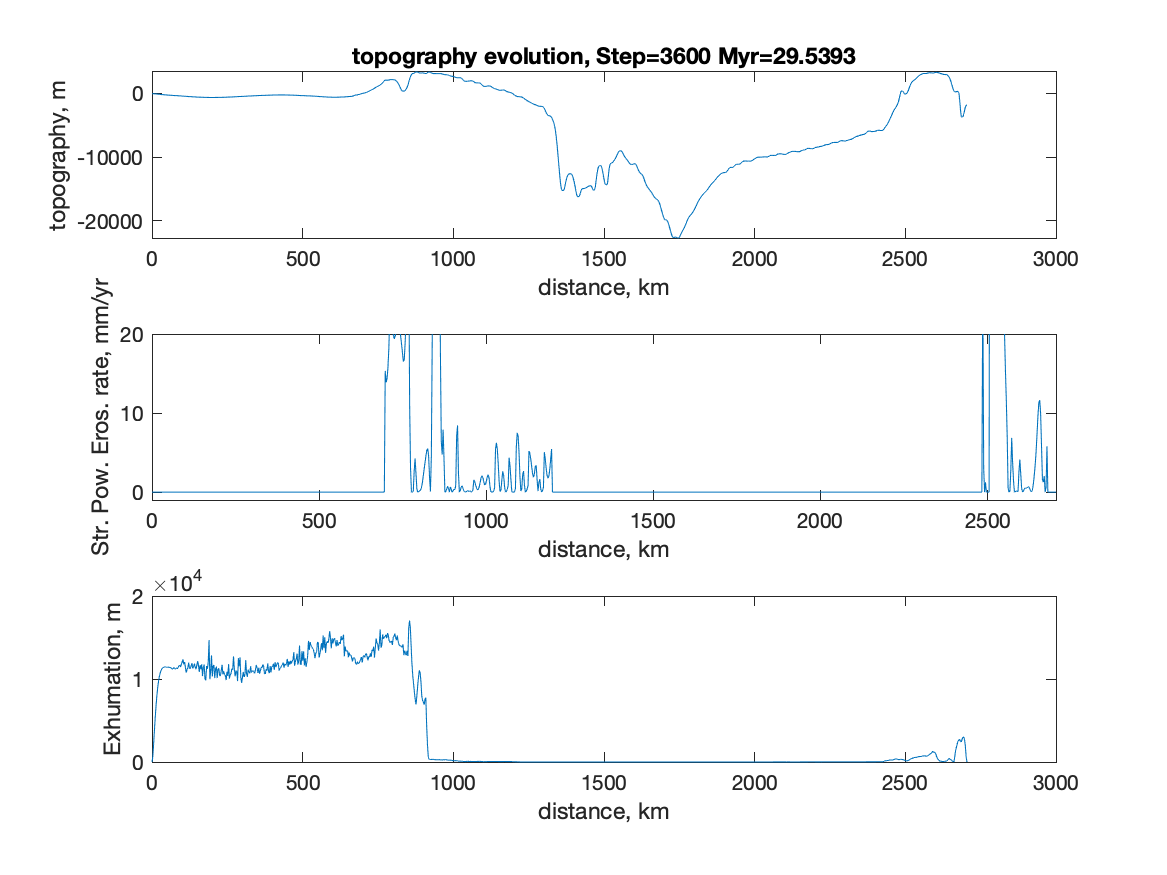 topography evolution, Step=3600 Myr=29.5393
topography, m
0
-10000
-20000
0 500 1000 1500 2000 2500 3000
distance, km
Str. Pow. Eros. rate, mm/yr
20
10
0
0 500 1000 1500 2000 2500
distance, km
×10⁴
Exhumation, m
2
1
0
0 500 1000 1500 2000 2500 3000
distance, km